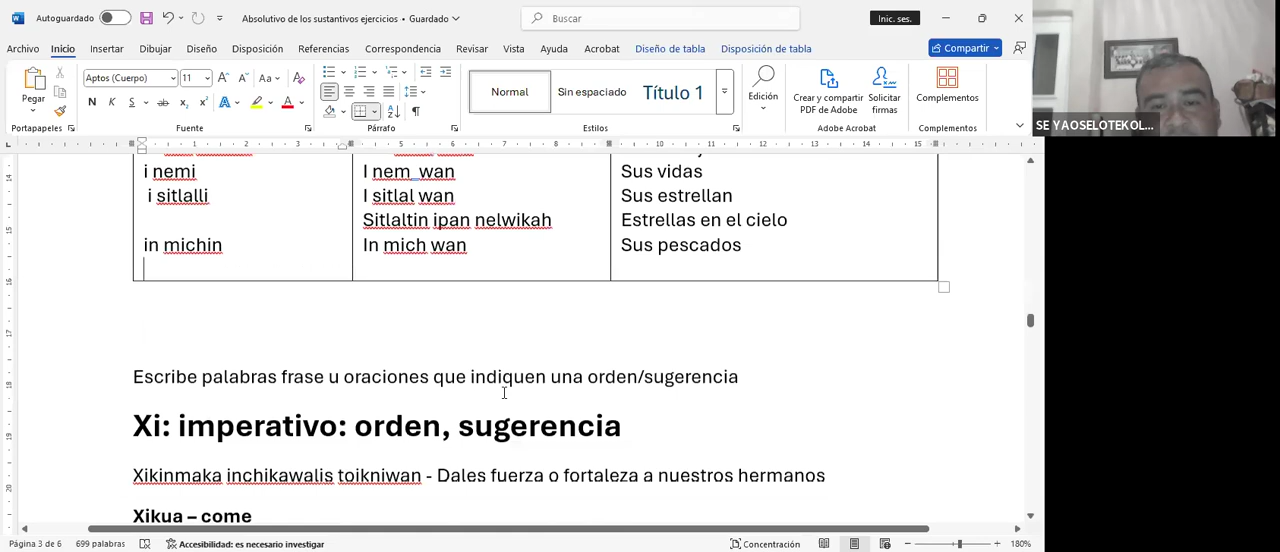 Autoguardado
Absolutivo de los sustantivos ejercicios • Guardado
Buscar
Inic. ses.
Archivo Inicio Insertar Dibujar Diseño Disposición Referencias Correspondencia Revisar Vista Ayuda Acrobat Diseño de tabla Disposición de tabla
Compartir
Pegar
Aptos (Cuerpo) 11
N K S ab x₂ x²
Normal
Sin espaciado
Título 1
Edición
Crear y compartir PDF de Adobe
Solicitar firmas
Complementos
Portapapeles Fuente Párrafo Estilos Adobe Acrobat Complementos
SE YAOSELOTEKOL...
i nemi I nem wan Sus vidas
i sitlalli I sitlal wan Sus estrellan
Sitlaltin ipan nelwikah Estrellas en el cielo
in michin In mich wan Sus pescados
Escribe palabras frase u oraciones que indiquen una orden/sugerencia
Xi: imperativo: orden, sugerencia
Xikinmaka inchikawalis toikniwan - Dales fuerza o fortaleza a nuestros hermanos
Xikua – come
Página 3 de 6 699 palabras Accesibilidad: es necesario investigar Concentración 180%